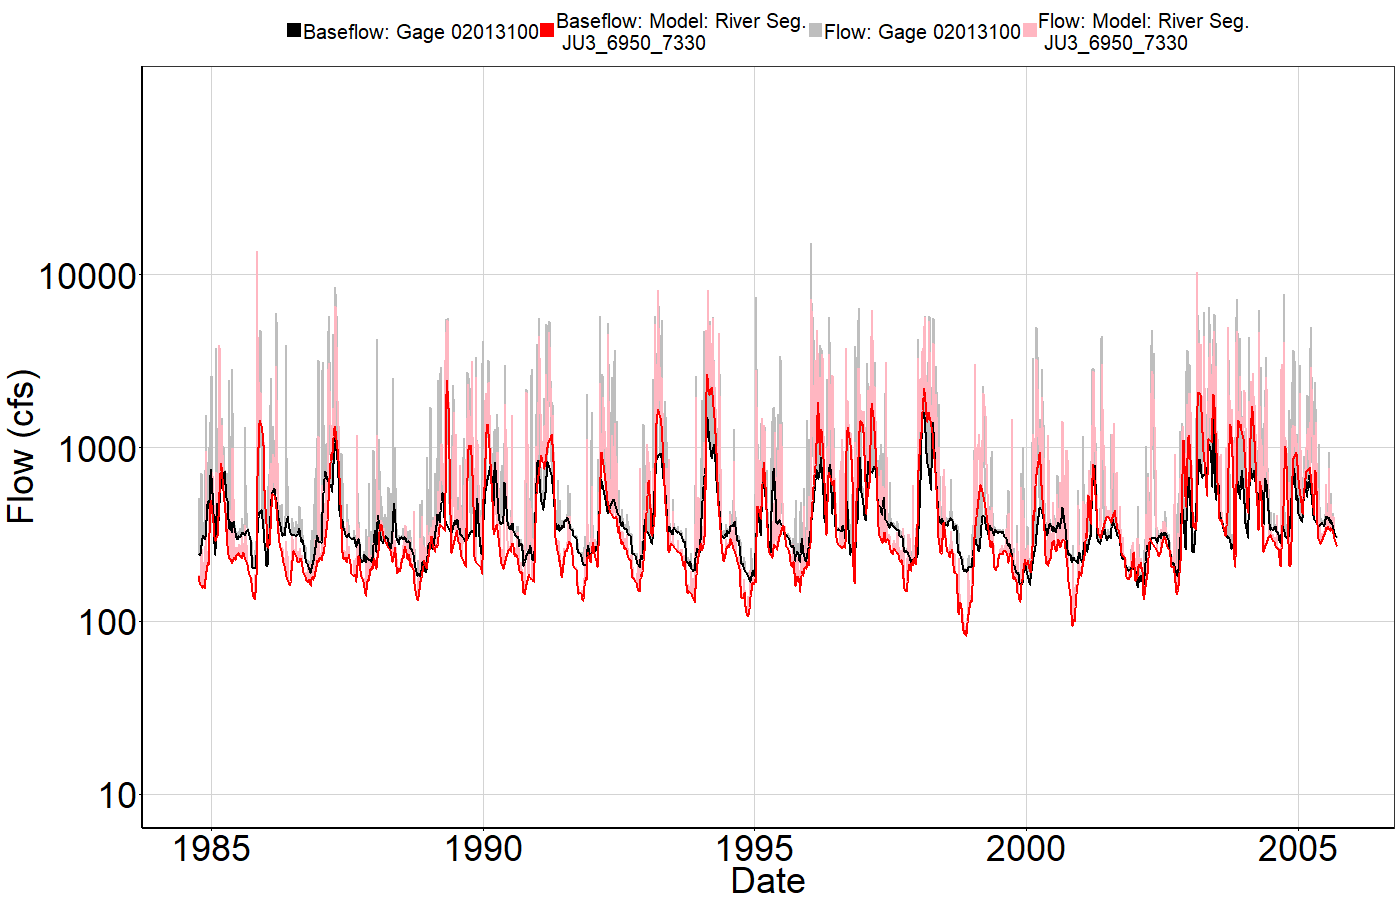 Baseflow: Gage 02013100 Baseflow: Model: River Seg. Flow: Gage 02013100 Flow: Model: River Seg.
JU3_6950_7330 JU3_6950_7330
Flow (cfs)
10000
1000
100
10
1985 1990 1995 2000 2005
Date